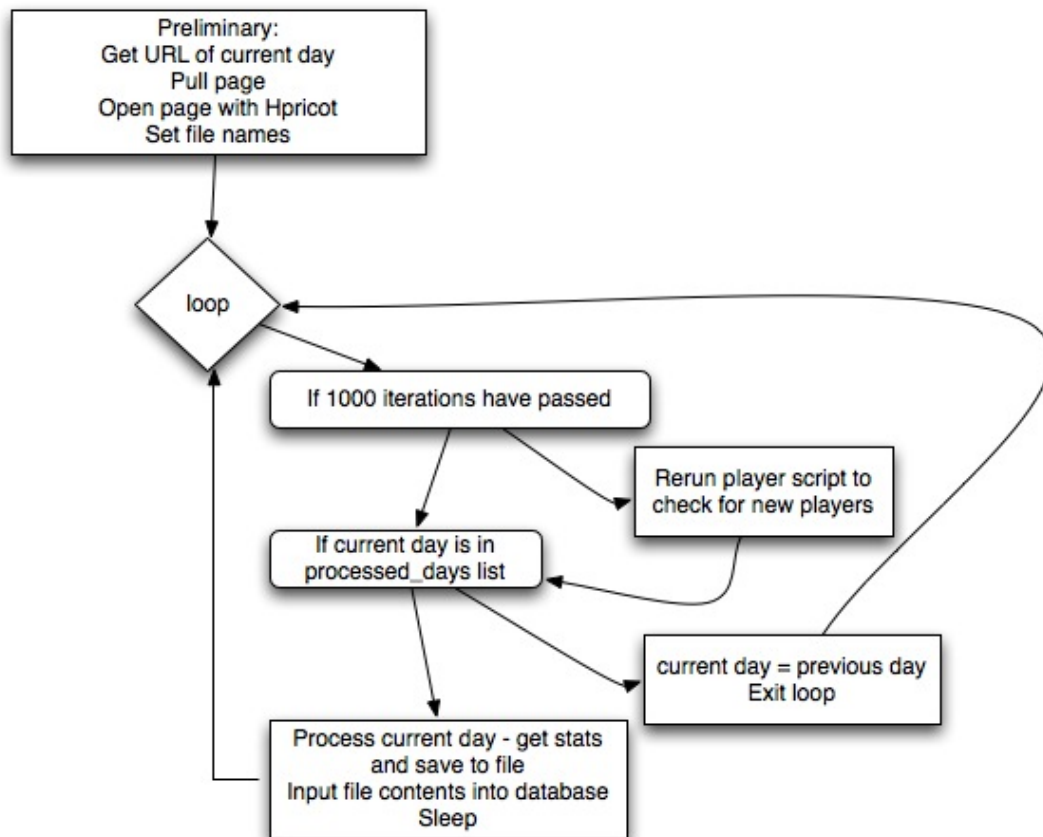 Preliminary:
Get URL of current day
Pull page
Open page with Hpricot
Set file names
loop
If 1000 iterations have passed
Rerun player script to
check for new players
If current day is in
processed_days list
current day = previous day
Exit loop
Process current day - get stats
and save to file
Input file contents into database
Sleep